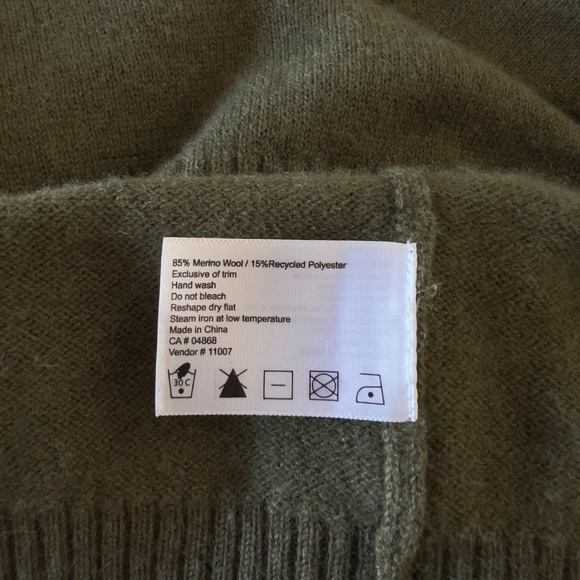 85% Merino Wool / 15%Recycled Polyester
Exclusive of trim
Hand wash
Do not bleach
Reshape dry flat
Steam iron at low temperature
Made in China
CA # 04868
Vendor # 11007
30 C